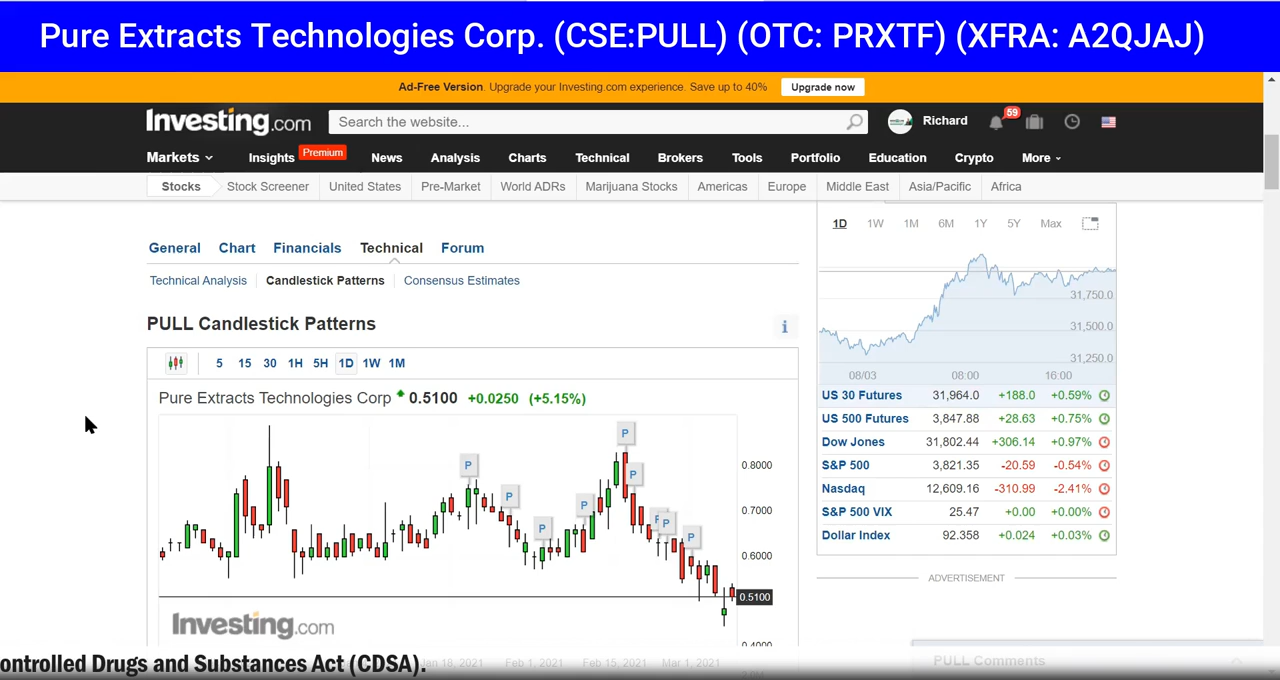 Pure Extracts Technologies Corp. (CSE:PULL) (OTC: PRXTF) (XFRA: A2QJAJ)
Ad-Free Version. Upgrade your Investing.com experience. Save up to 40% Upgrade now
Investing.com Search the website... Richard 59
Markets Insights Premium News Analysis Charts Technical Brokers Tools Portfolio Education Crypto More
Stocks Stock Screener United States Pre-Market World ADRs Marijuana Stocks Americas Europe Middle East Asia/Pacific Africa
General Chart Financials Technical Forum
Technical Analysis Candlestick Patterns Consensus Estimates
PULL Candlestick Patterns
i
5 15 30 1H 5H 1D 1W 1M
Pure Extracts Technologies Corp 0.5100 +0.0250 (+5.15%)
P
P
P
P
P
P
P
P
P
0.8000
0.7000
0.6000
0.5100
0.4000
Investing.com
Jan 18, 2021 Feb 1, 2021 Feb 15, 2021 Mar 1, 2021
1D 1W 1M 6M 1Y 5Y Max
31,750.0
31,500.0
31,250.0
08/03 08:00 16:00
US 30 Futures 31,964.0 +188.0 +0.59%
US 500 Futures 3,847.88 +28.63 +0.75%
Dow Jones 31,802.44 +306.14 +0.97%
S&P 500 3,821.35 -20.59 -0.54%
Nasdaq 12,609.16 -310.99 -2.41%
S&P 500 VIX 25.47 +0.00 +0.00%
Dollar Index 92.358 +0.024 +0.03%
ADVERTISEMENT
PULL Comments
ontrolled Drugs and Substances Act (CDSA).